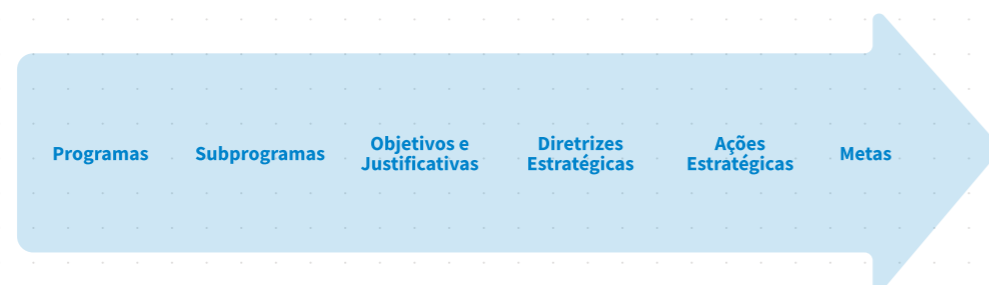 Programas
Subprogramas
Objetivos e
Justificativas
Diretrizes
Estratégicas
Ações
Estratégicas
Metas